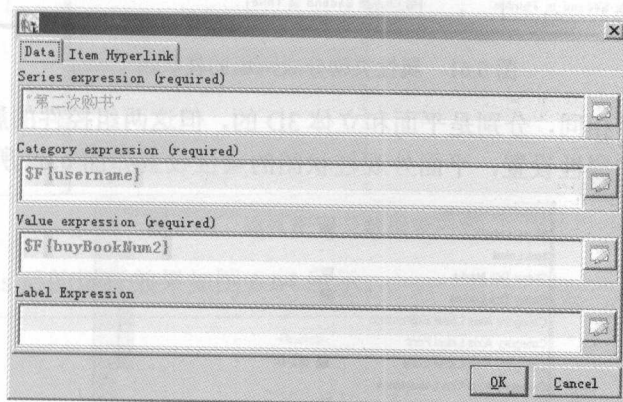 Data Item Hyperlink
Series expression (required)
"第二次购书"
Category expression (required)
$F{username}
Value expression (required)
$F{buyBookNum2}
Label Expression
OK Cancel